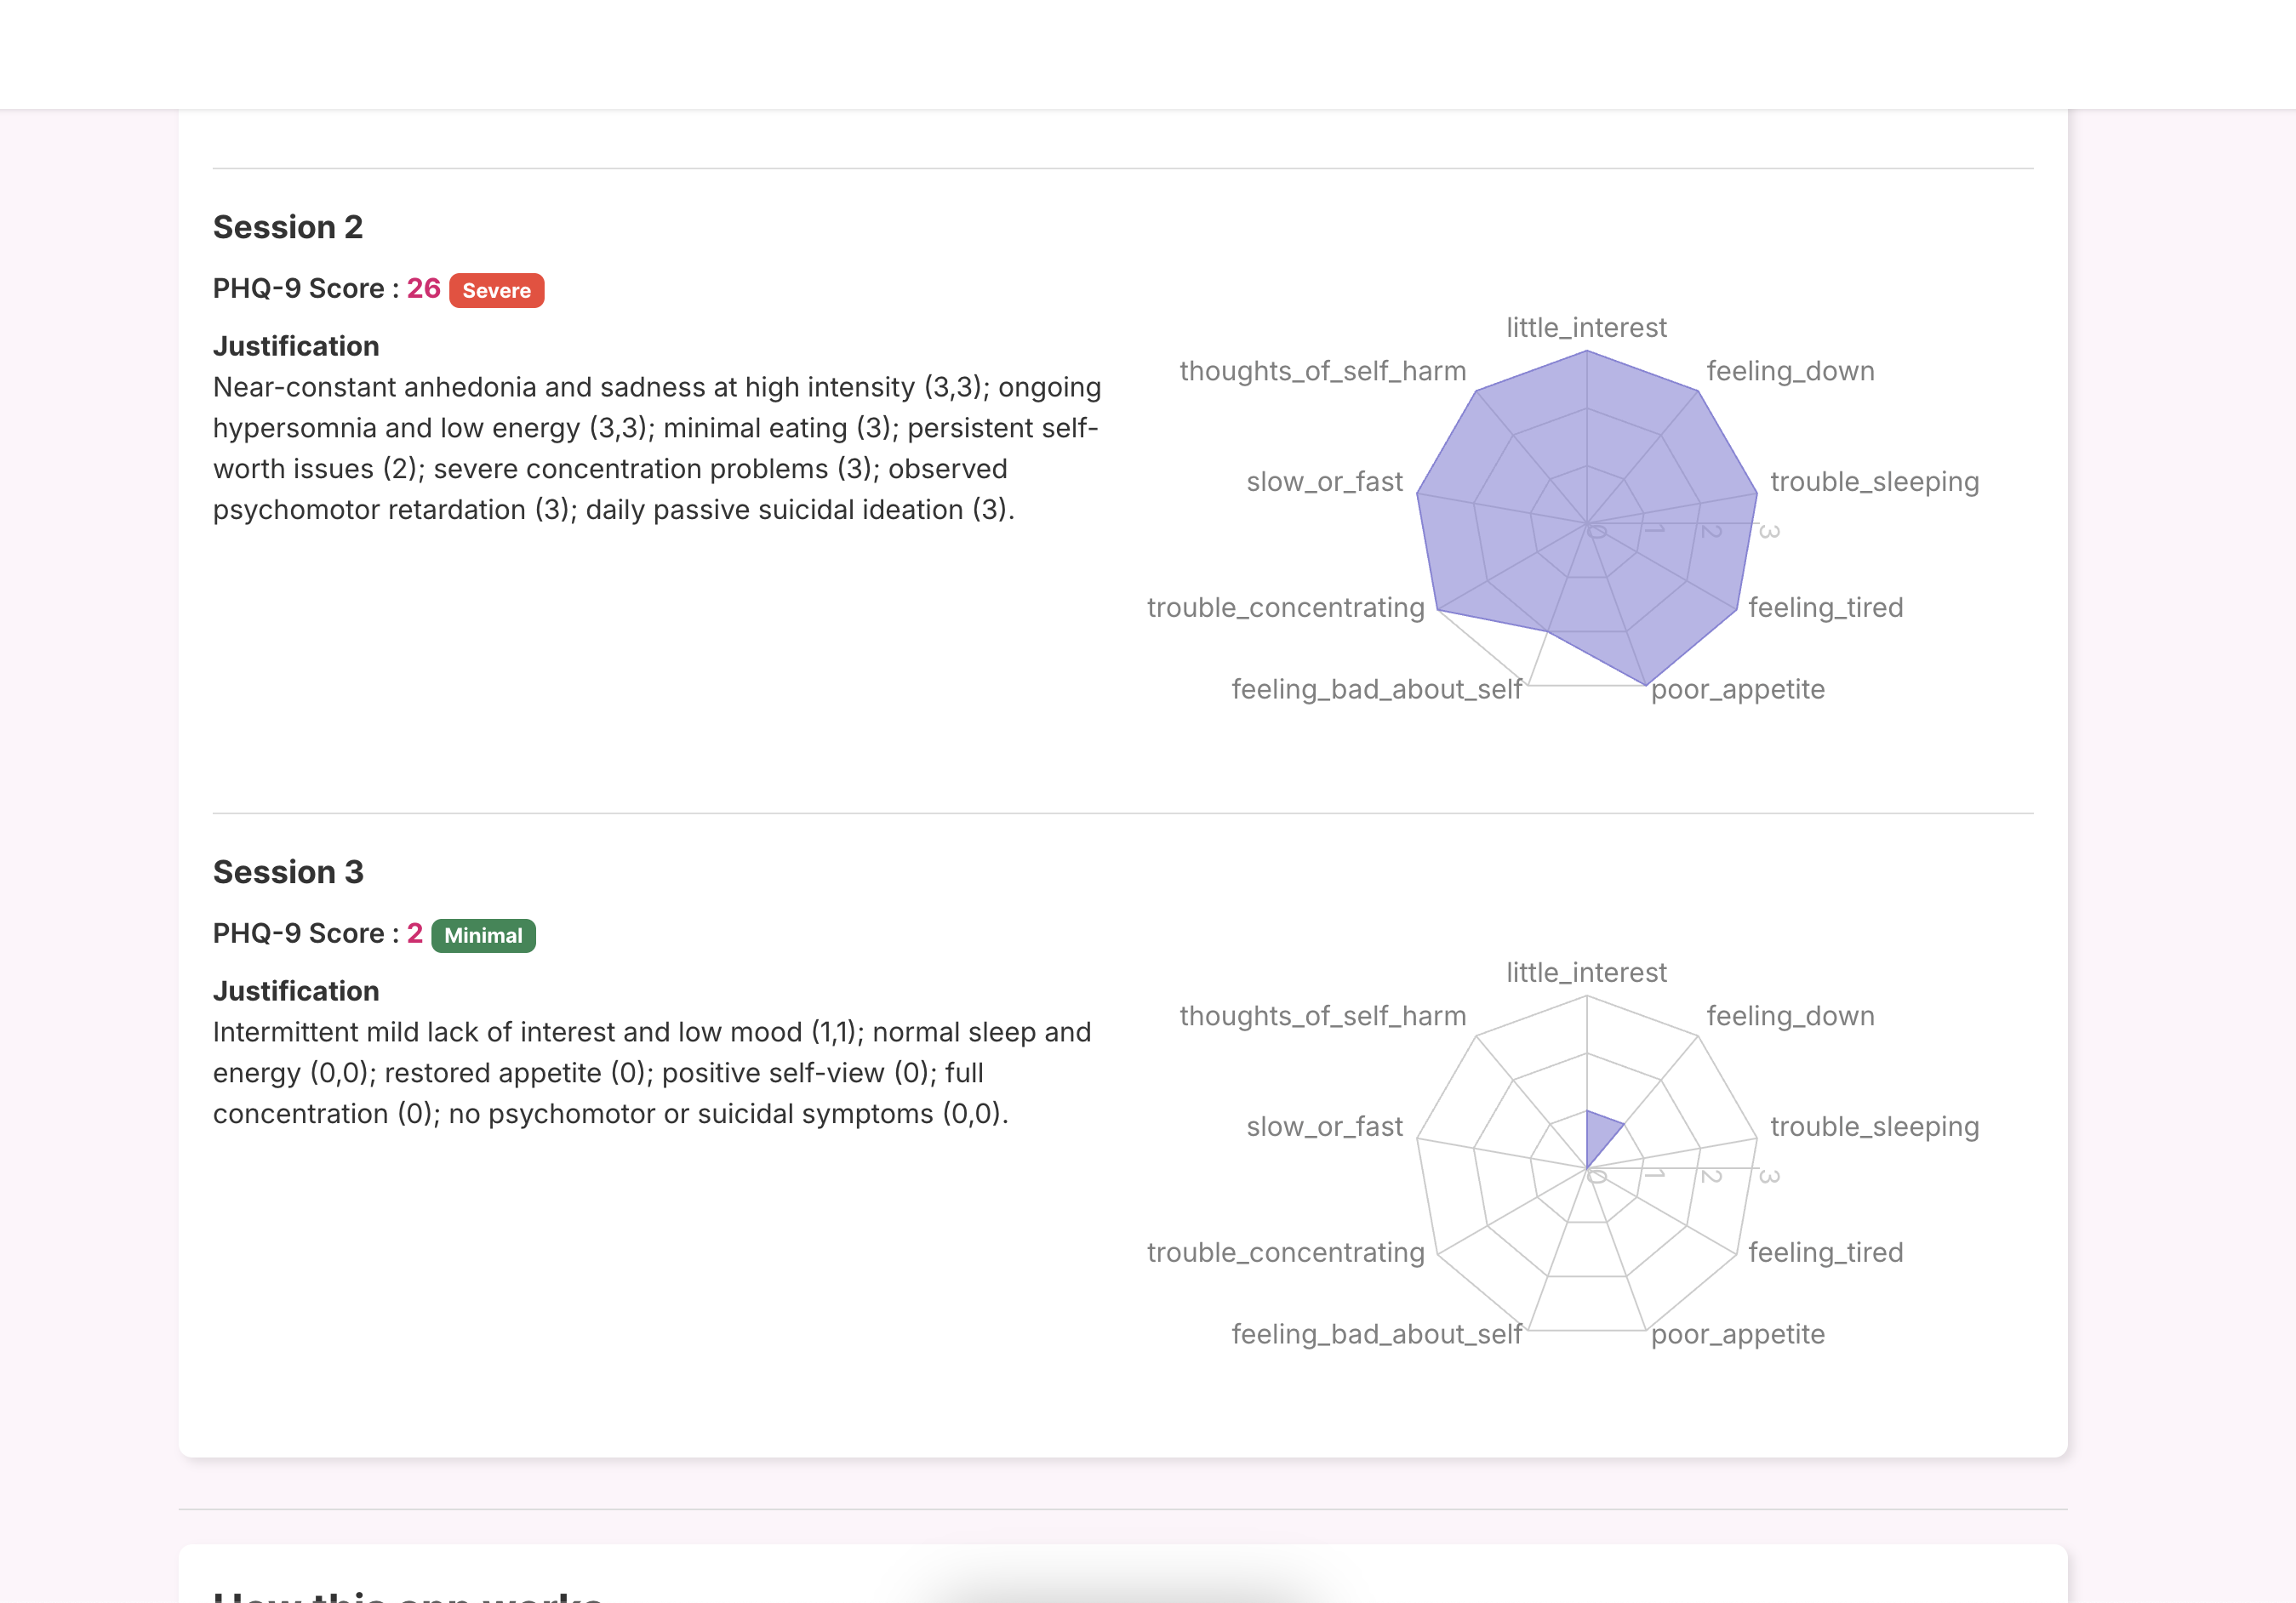 Session 2
PHQ-9 Score : 26 Severe
Justification
Near-constant anhedonia and sadness at high intensity (3,3); ongoing
hypersomnia and low energy (3,3); minimal eating (3); persistent self-
worth issues (2); severe concentration problems (3); observed
psychomotor retardation (3); daily passive suicidal ideation (3).
little_interest
thoughts_of_self_harm
feeling_down
slow_or_fast
trouble_sleeping
0 1 2 3
trouble_concentrating
feeling_tired
feeling_bad_about_self
poor_appetite
Session 3
PHQ-9 Score : 2 Minimal
Justification
Intermittent mild lack of interest and low mood (1,1); normal sleep and
energy (0,0); restored appetite (0); positive self-view (0); full
concentration (0); no psychomotor or suicidal symptoms (0,0).
little_interest
thoughts_of_self_harm
feeling_down
slow_or_fast
trouble_sleeping
0 1 2 3
trouble_concentrating
feeling_tired
feeling_bad_about_self
poor_appetite
How this app works